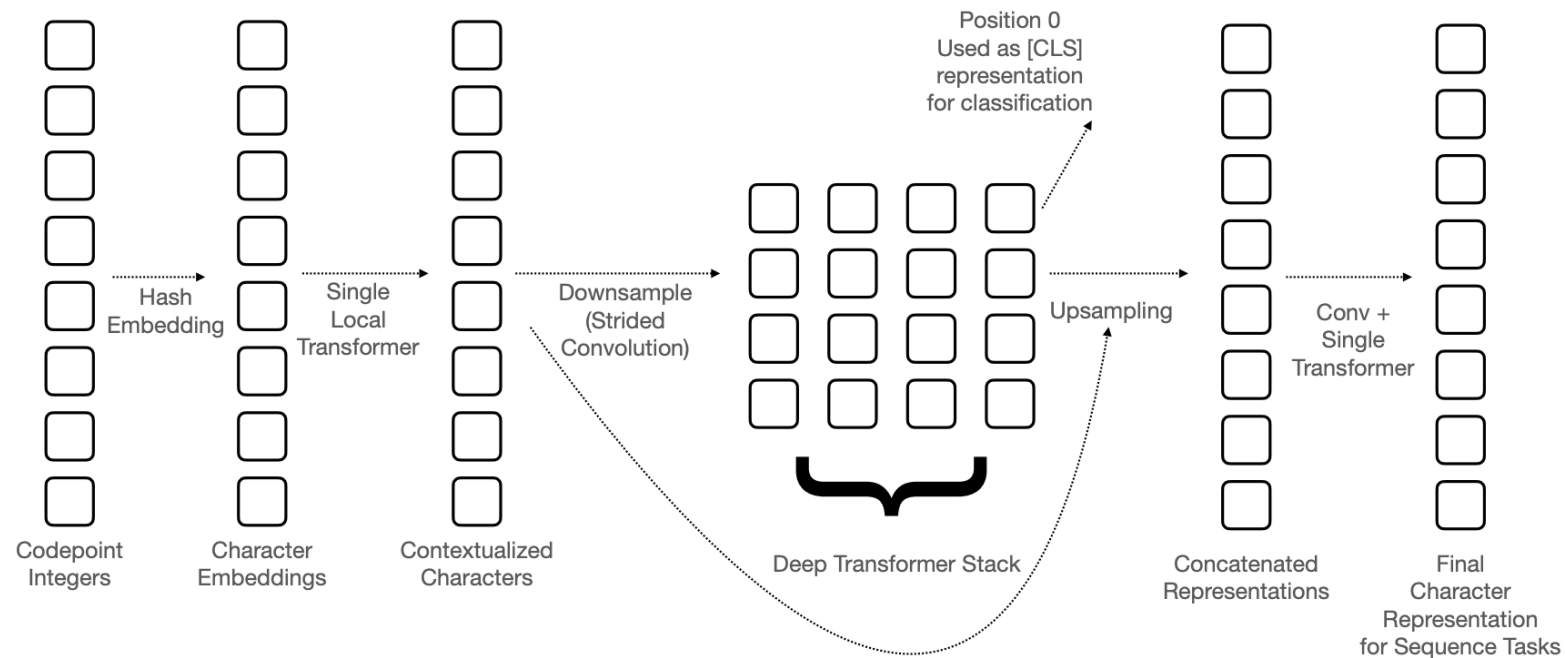 Position 0
Used as [CLS]
representation
for classification
Hash
Embedding
Single
Local
Transformer
Downsample
(Strided
Convolution)
Upsampling
Conv +
Single
Transformer
Codepoint
Integers
Character
Embeddings
Contextualized
Characters
Deep Transformer Stack
Concatenated
Representations
Final
Character
Representation
for Sequence Tasks